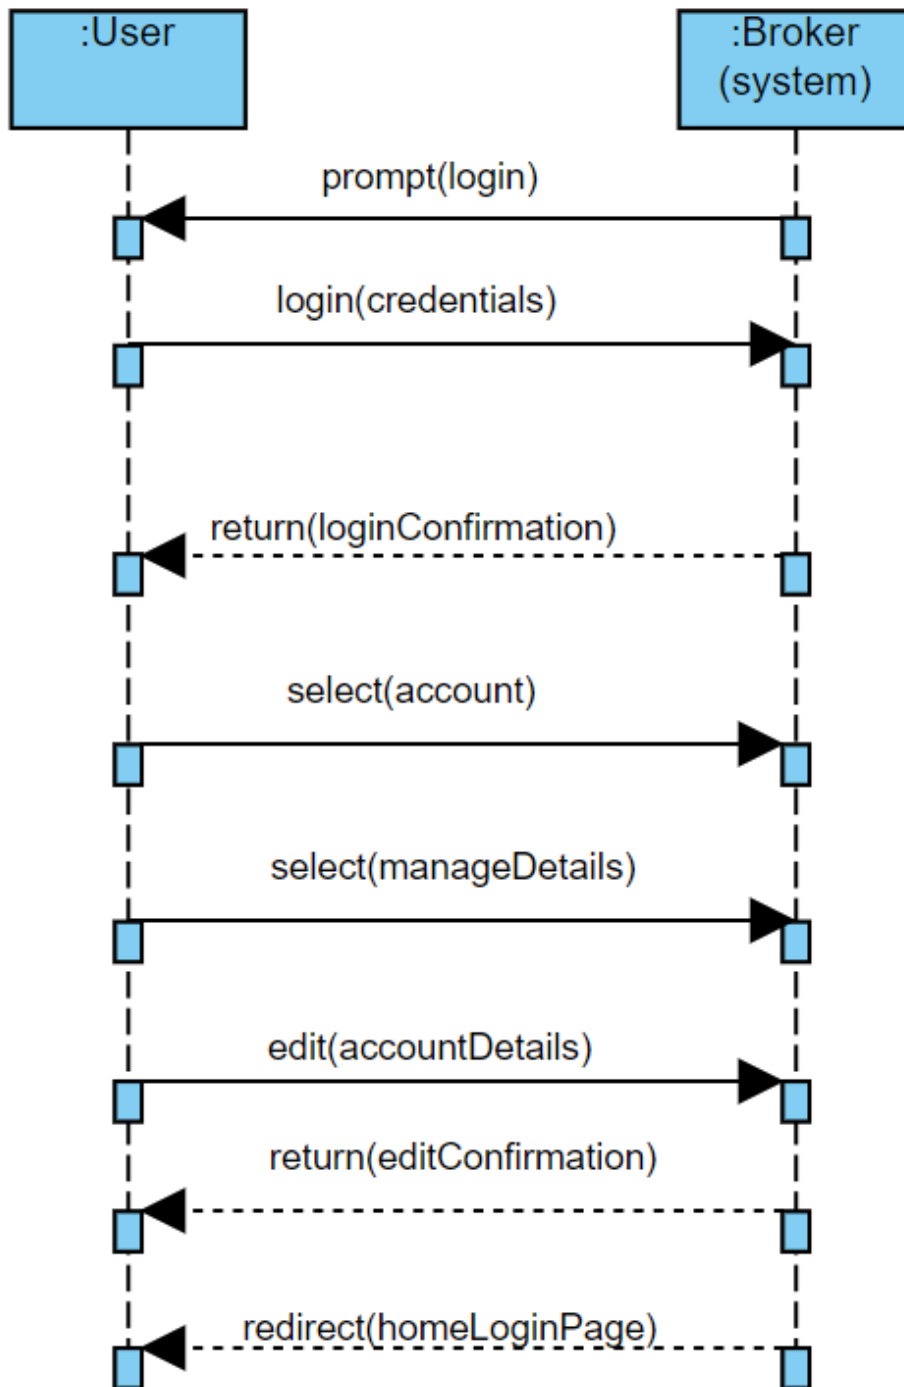 :User
:Broker
(system)
prompt(login)
login(credentials)
return(loginConfirmation)
select(account)
select(manageDetails)
edit(accountDetails)
return(editConfirmation)
redirect(homeLoginPage)